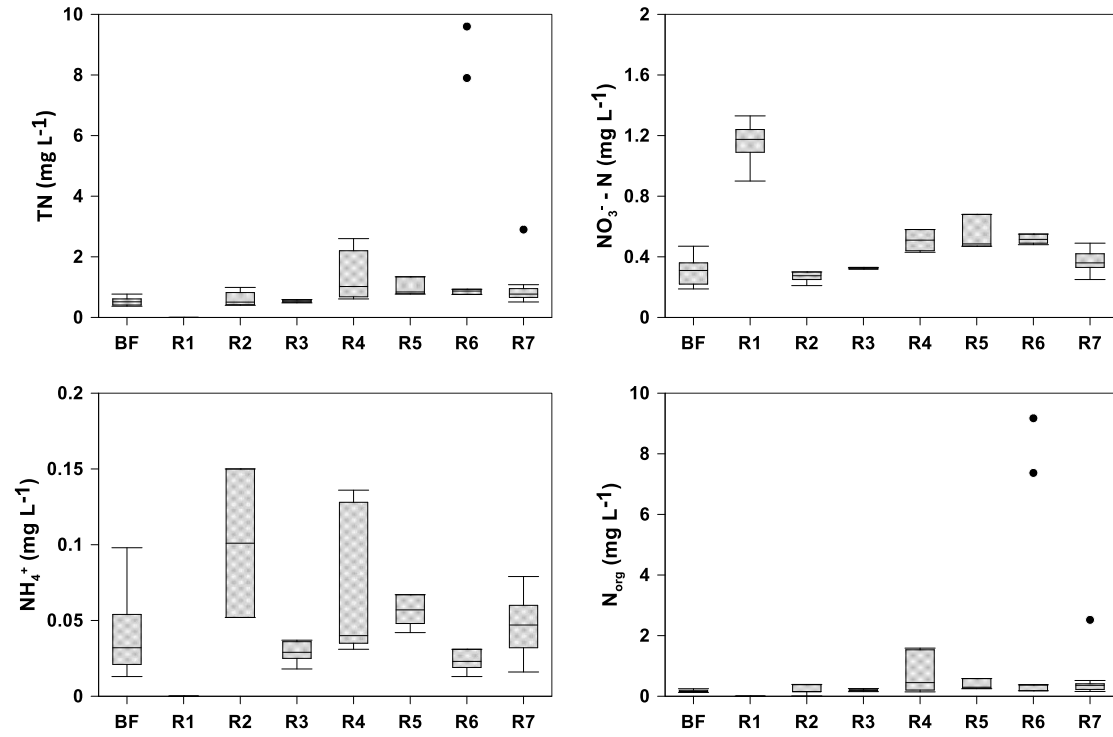 10
8
6
4
2
0
TN (mg L⁻¹)
BF R1 R2 R3 R4 R5 R6 R7
2
1.6
1.2
0.8
0.4
0
NO₃⁻ - N (mg L⁻¹)
BF R1 R2 R3 R4 R5 R6 R7
0.2
0.15
0.1
0.05
0
NH₄⁺ (mg L⁻¹)
BF R1 R2 R3 R4 R5 R6 R7
10
8
6
4
2
0
Norg (mg L⁻¹)
BF R1 R2 R3 R4 R5 R6 R7